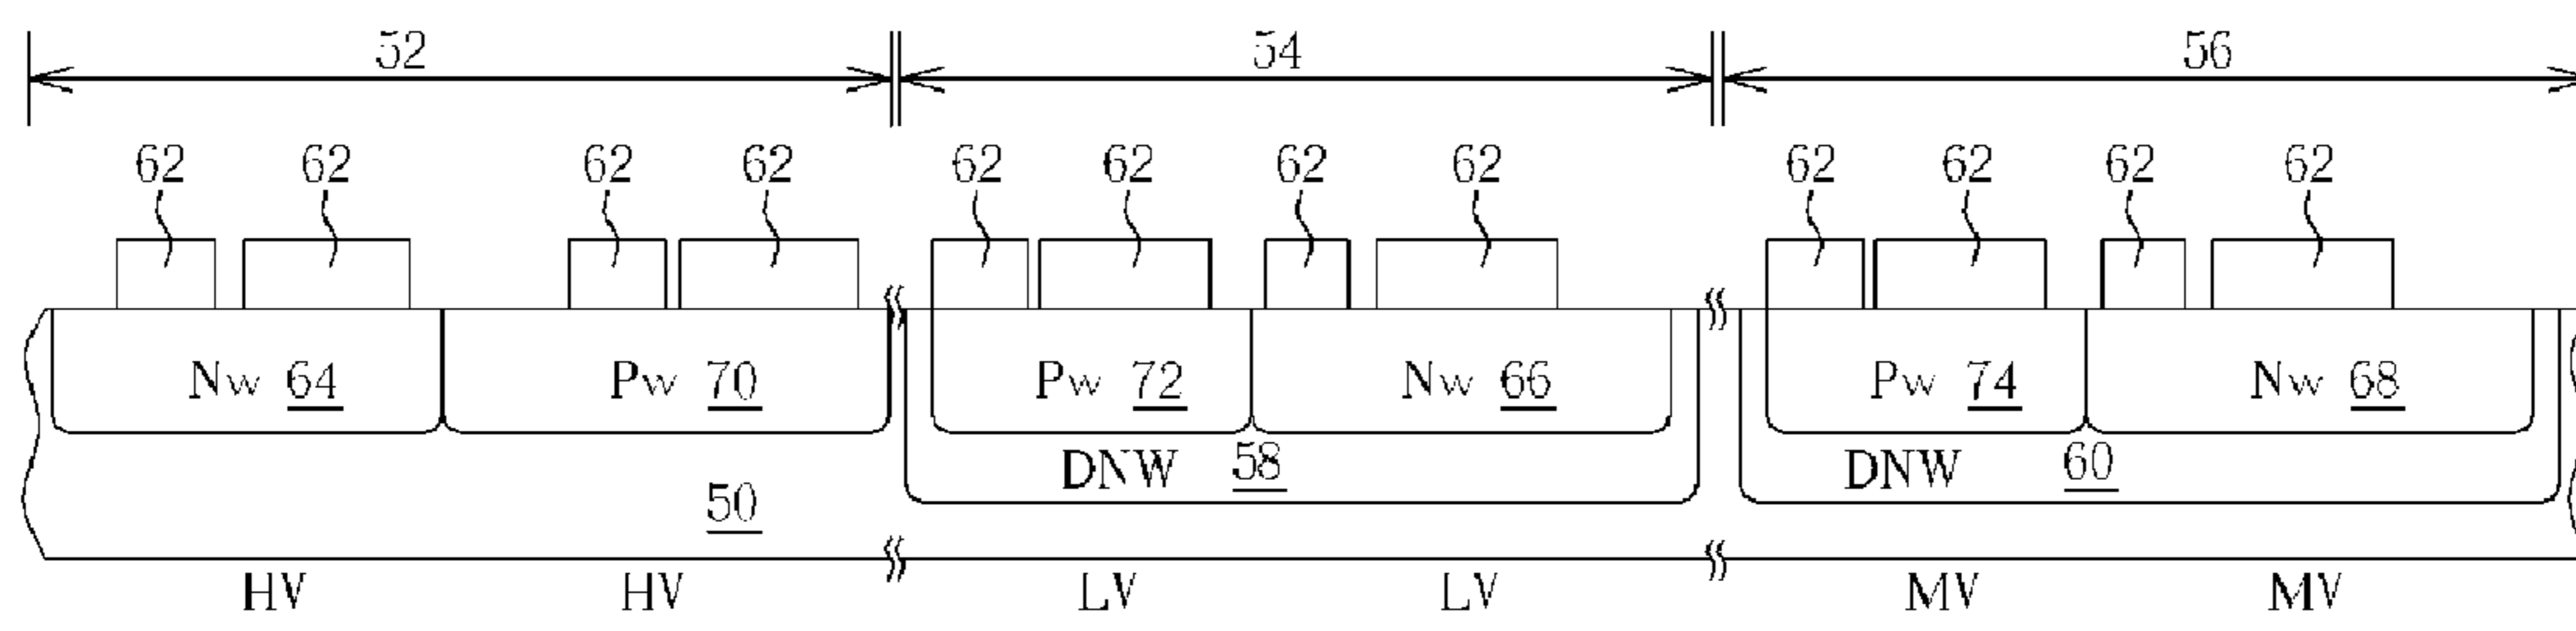 52 54 56
62 62 62 62 62 62 62 62 62 62 62 62
Nw 64 Pw 70 Pw 72 Nw 66 Pw 74 Nw 68
DNW 58 DNW 60
50
HV HV LV LV MV MV